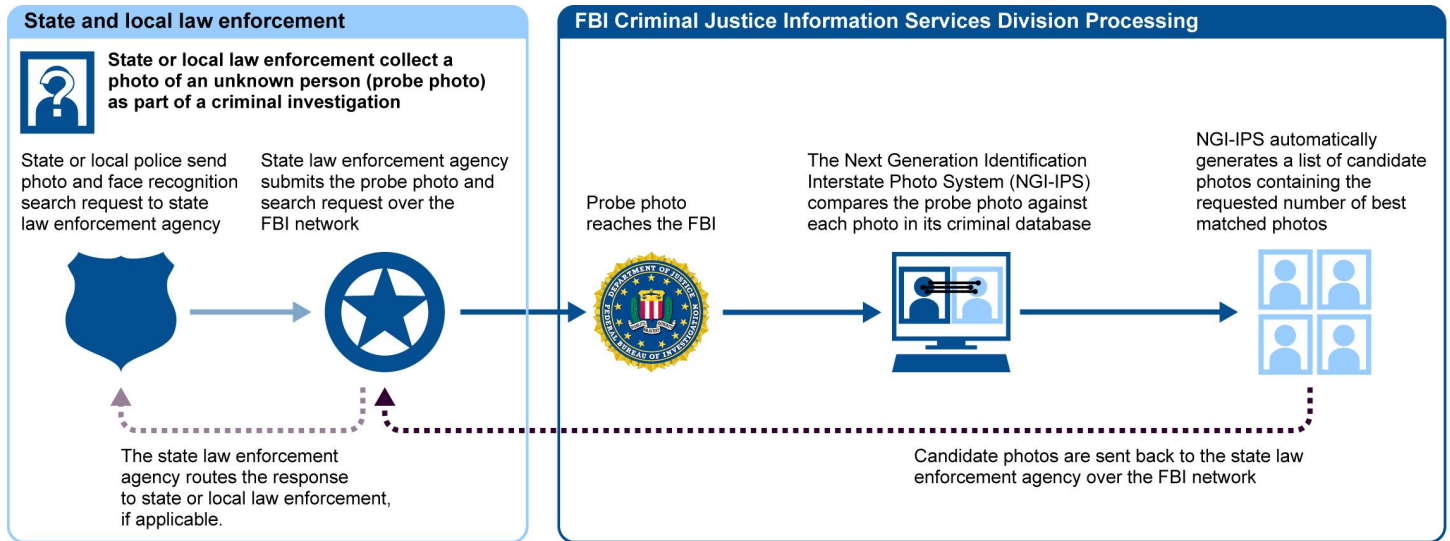 State and local law enforcement
State or local law enforcement collect a
photo of an unknown person (probe photo)
as part of a criminal investigation
State or local police send
photo and face recognition
search request to state
law enforcement agency
State law enforcement agency
submits the probe photo and
search request over the
FBI network
The state law enforcement
agency routes the response
to state or local law enforcement,
if applicable.
FBI Criminal Justice Information Services Division Processing
Probe photo
reaches the FBI
DEPARTMENT OF JUSTICE
FEDERAL BUREAU OF INVESTIGATION
The Next Generation Identification
Interstate Photo System (NGI-IPS)
compares the probe photo against
each photo in its criminal database
NGI-IPS automatically
generates a list of candidate
photos containing the
requested number of best
matched photos
Candidate photos are sent back to the state law
enforcement agency over the FBI network